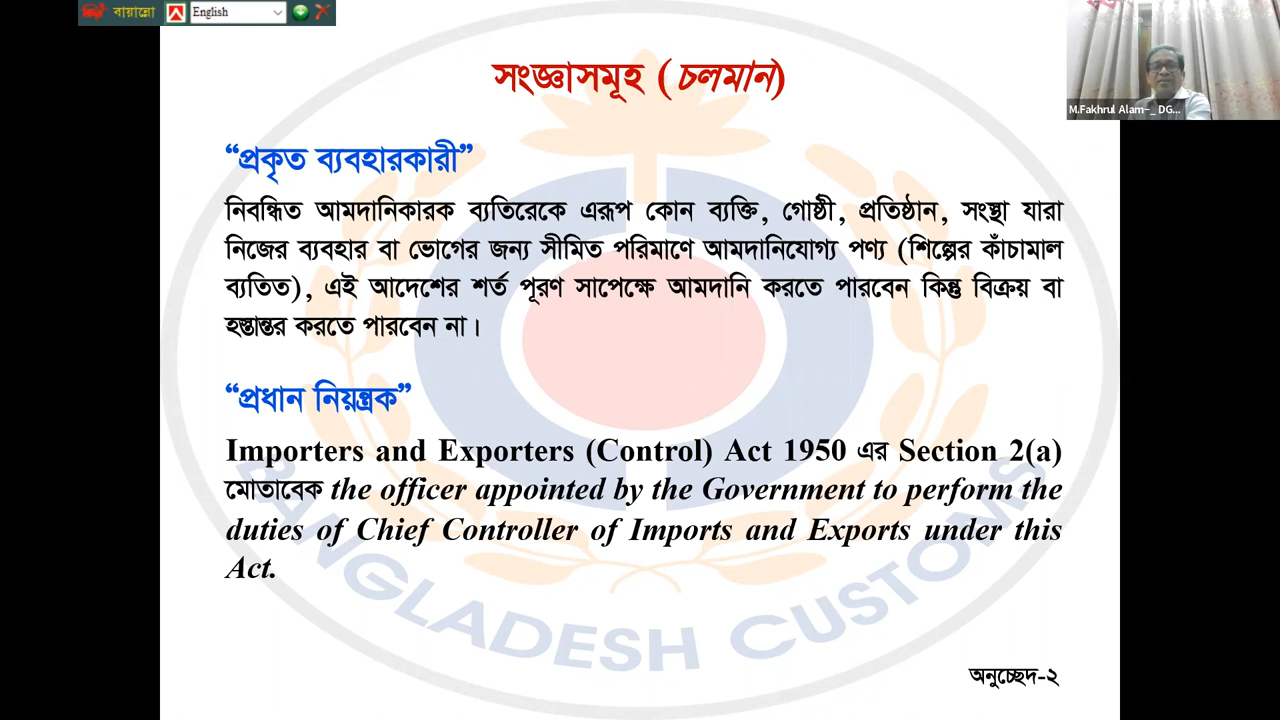 বায়ান্নো
English
M.Fakhrul Alam-_ DG...
সংজ্ঞাসমূহ (চলমান)
“প্রকৃত ব্যবহারকারী”
নিবন্ধিত আমদানিকারক ব্যতিরেকে এরূপ কোন ব্যক্তি, গোষ্ঠী, প্রতিষ্ঠান, সংস্থা যারা
নিজের ব্যবহার বা ভোগের জন্য সীমিত পরিমাণে আমদানিযোগ্য পণ্য (শিল্পের কাঁচামাল
ব্যতিত), এই আদেশের শর্ত পূরণ সাপেক্ষে আমদানি করতে পারবেন কিন্তু বিক্রয় বা
হস্তান্তর করতে পারবেন না।
“প্রধান নিয়ন্ত্রক”
Importers and Exporters (Control) Act 1950 এর Section 2(a)
মোতাবেক the officer appointed by the Government to perform the
duties of Chief Controller of Imports and Exports under this
Act.
BANGLADESH CUSTOMS
অনুচ্ছেদ-২